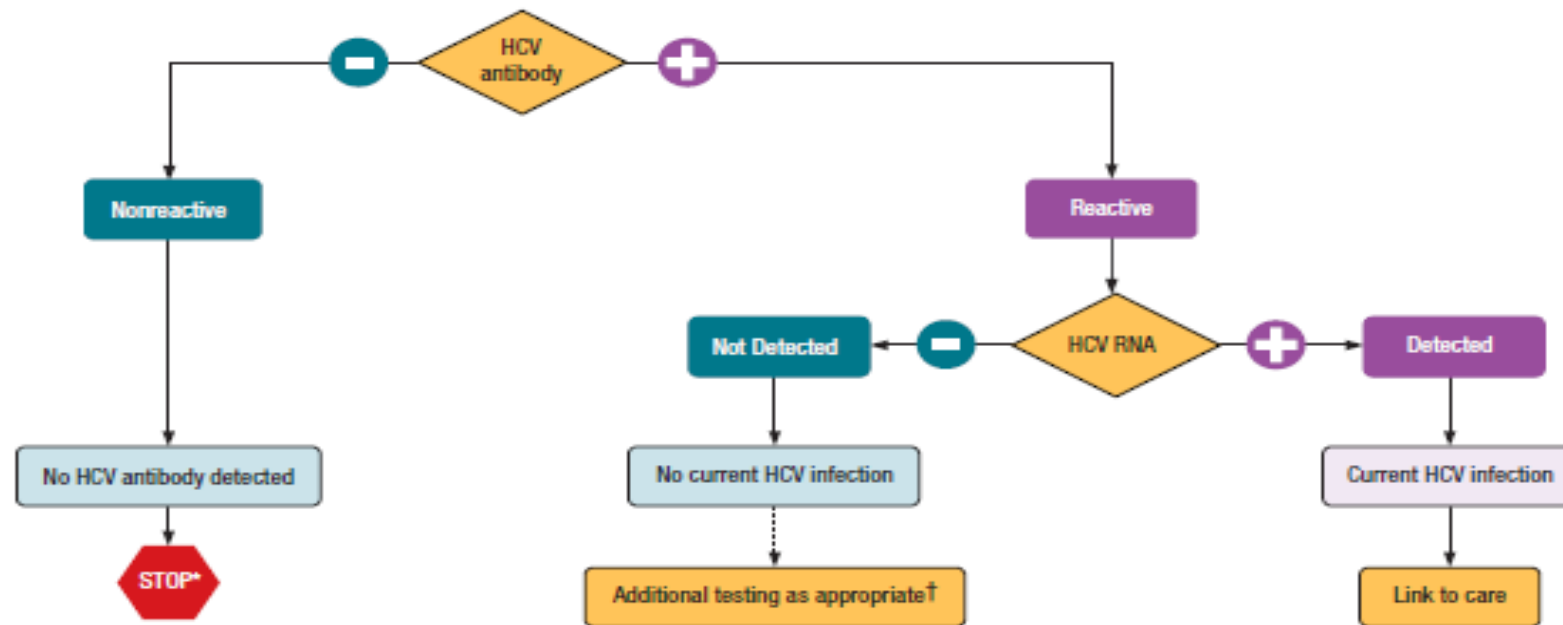 HCV
antibody
Nonreactive
Reactive
Not Detected
HCV RNA
Detected
No HCV antibody detected
No current HCV infection
Current HCV infection
STOP*
Additional testing as appropriate†
Link to care